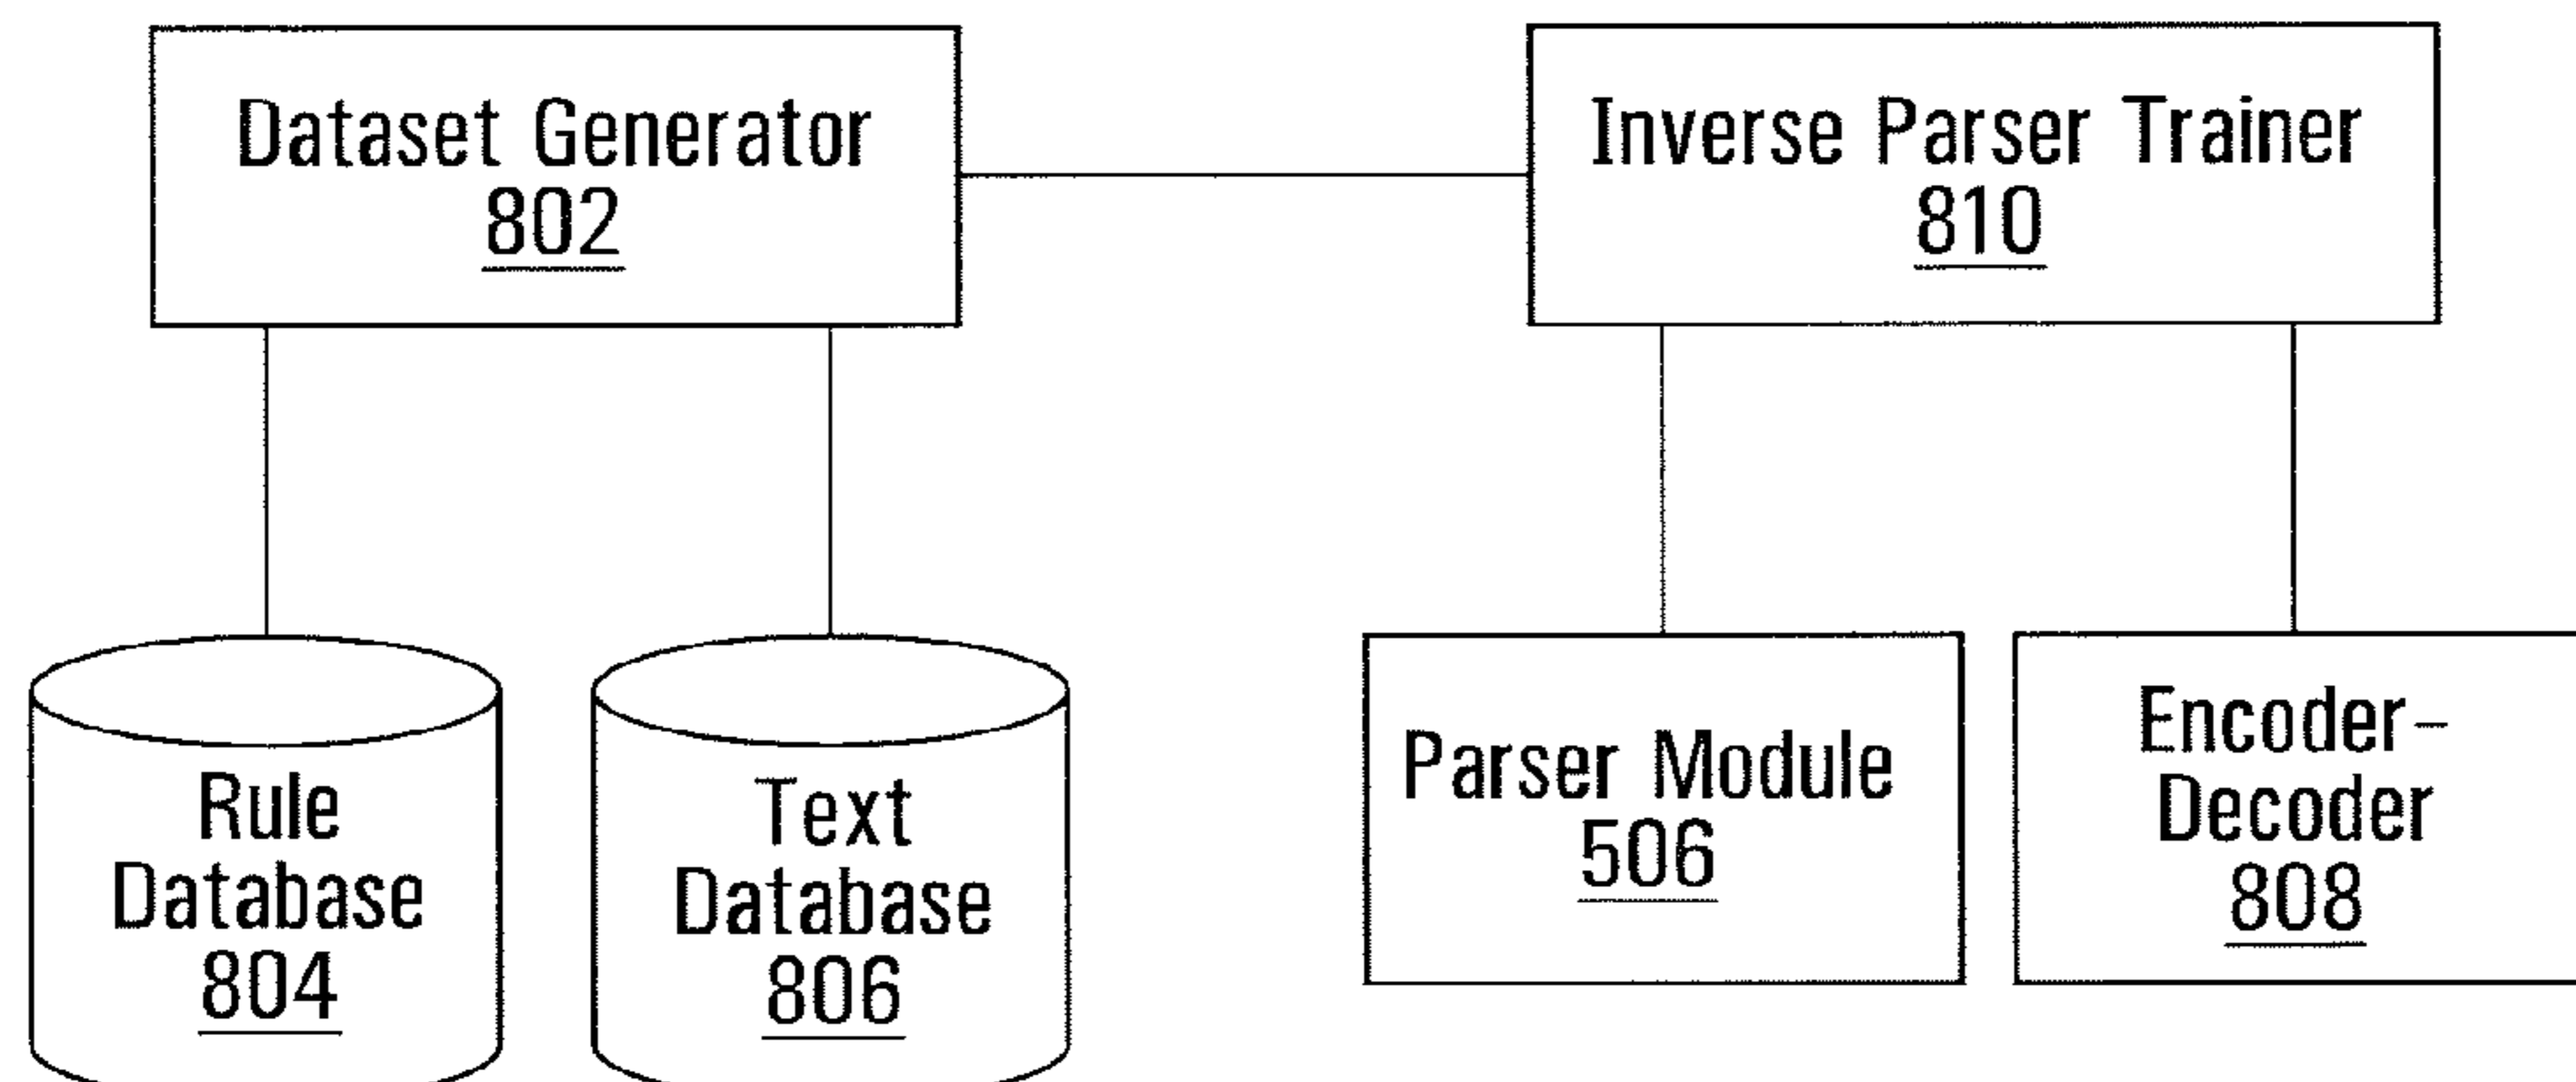 Dataset Generator
802
Inverse Parser Trainer
810
Rule
Database
804
Text
Database
806
Parser Module
506
Encoder-
Decoder
808